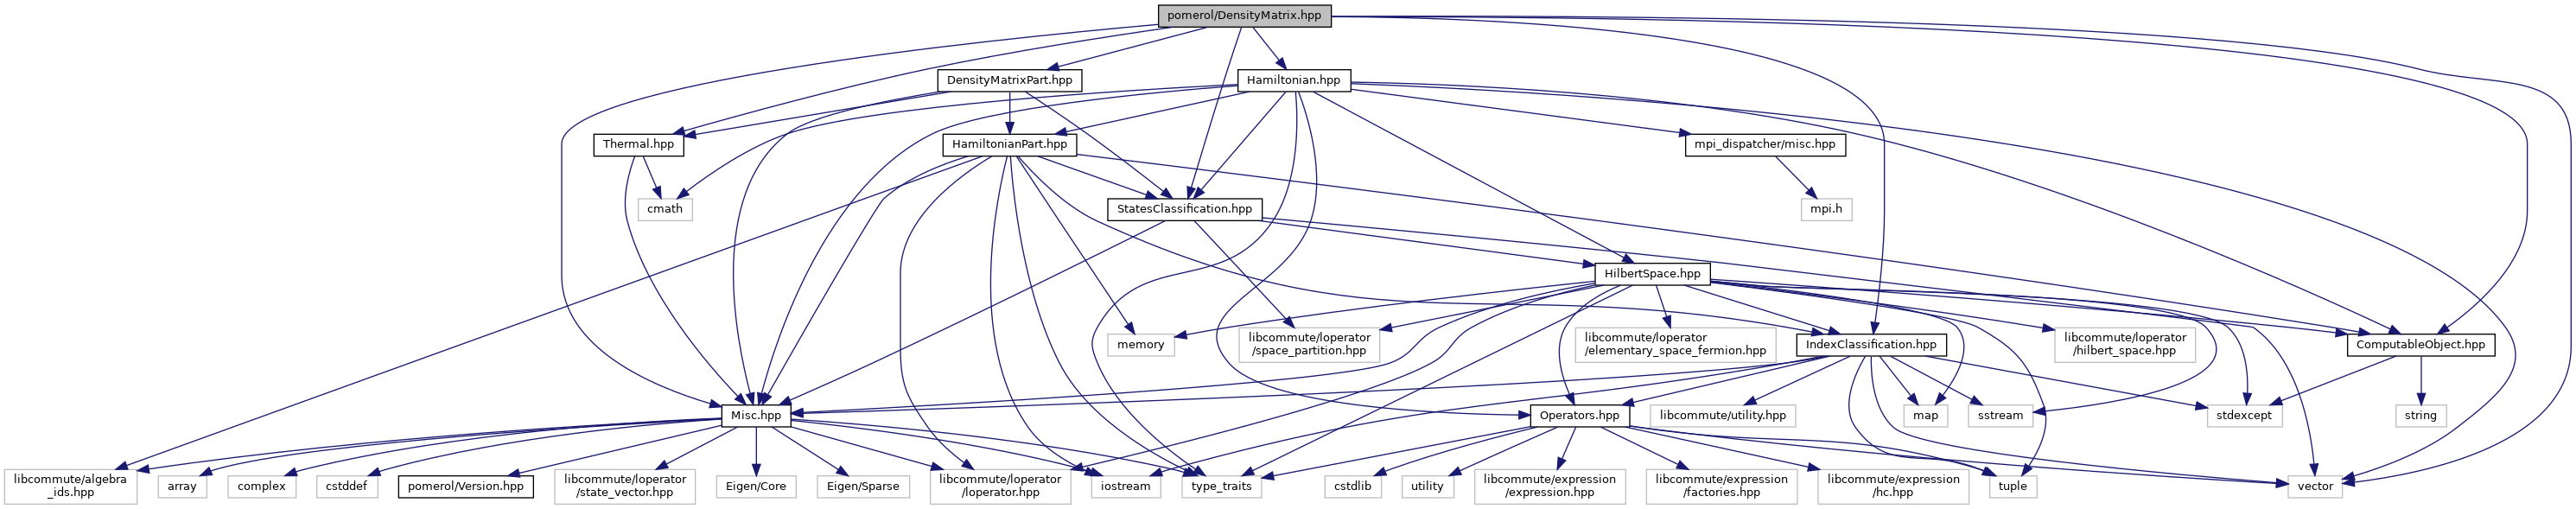 pomerol/DensityMatrix.hpp
DensityMatrixPart.hpp
Hamiltonian.hpp
Thermal.hpp
HamiltonianPart.hpp
mpi_dispatcher/misc.hpp
cmath
StatesClassification.hpp
mpi.h
HilbertSpace.hpp
memory
libcommute/loperator
/space_partition.hpp
libcommute/loperator
/elementary_space_fermion.hpp
IndexClassification.hpp
libcommute/loperator
/hilbert_space.hpp
ComputableObject.hpp
Misc.hpp
Operators.hpp
libcommute/utility.hpp
map
sstream
stdexcept
string
libcommute/algebra
_ids.hpp
array
complex
cstddef
pomerol/Version.hpp
libcommute/loperator
/state_vector.hpp
Eigen/Core
Eigen/Sparse
libcommute/loperator
/loperator.hpp
iostream
type_traits
cstdlib
utility
libcommute/expression
/expression.hpp
libcommute/expression
/factories.hpp
libcommute/expression
/hc.hpp
tuple
vector